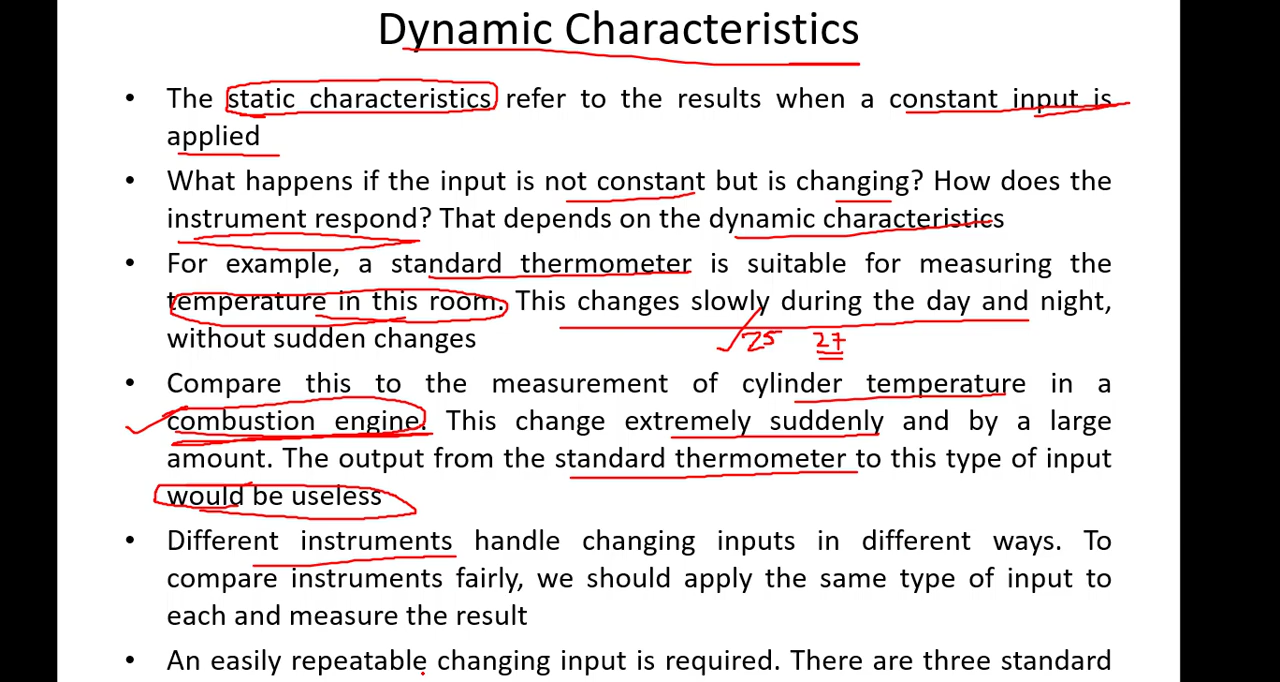 Dynamic Characteristics
• The static characteristics refer to the results when a constant input is
applied
• What happens if the input is not constant but is changing? How does the
instrument respond? That depends on the dynamic characteristics
• For example, a standard thermometer is suitable for measuring the
temperature in this room. This changes slowly during the day and night,
without sudden changes
25 27
• Compare this to the measurement of cylinder temperature in a
combustion engine. This change extremely suddenly and by a large
amount. The output from the standard thermometer to this type of input
would be useless
• Different instruments handle changing inputs in different ways. To
compare instruments fairly, we should apply the same type of input to
each and measure the result
• An easily repeatable changing input is required. There are three standard